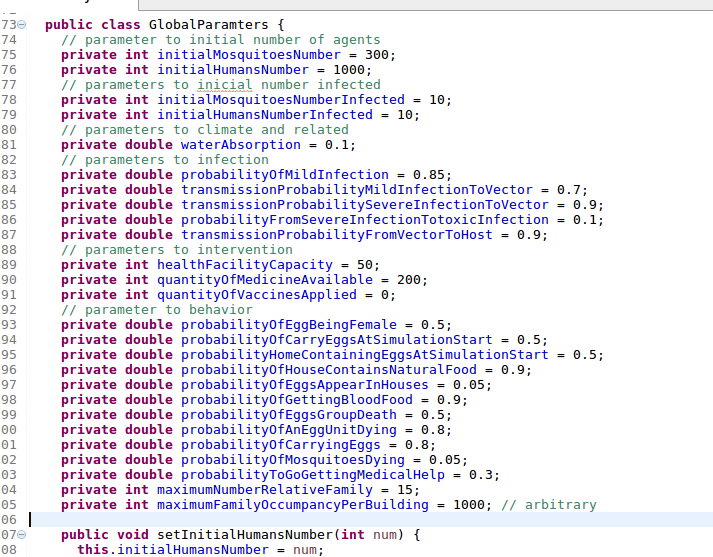 73 public class GlobalParamters {
74 // parameter to initial number of agents
75 private int initialMosquitoesNumber = 300;
76 private int initialHumansNumber = 1000;
77 // parameters to inicial number infected
78 private int initialMosquitoesNumberInfected = 10;
79 private int initialHumansNumberInfected = 10;
80 // parameters to climate and related
81 private double waterAbsorption = 0.1;
82 // parameters to infection
83 private double probabilityOfMildInfection = 0.85;
84 private double transmissionProbabilityMildInfectionToVector = 0.7;
85 private double transmissionProbabilitySevereInfectionToVector = 0.9;
86 private double probabilityFromSevereInfectionTotoxicInfection = 0.1;
87 private double transmissionProbabilityFromVectorToHost = 0.9;
88 // parameters to intervention
89 private int healthFacilityCapacity = 50;
90 private int quantityOfMedicineAvailable = 200;
91 private int quantityOfVaccinesApplied = 0;
92 // parameter to behavior
93 private double probabilityOfEggBeingFemale = 0.5;
94 private double probabilityOfCarryEggsAtSimulationStart = 0.5;
95 private double probabilityHomeContainingEggsAtSimulationStart = 0.5;
96 private double probabilityOfHouseContainsNaturalFood = 0.9;
97 private double probabilityOfEggsAppearInHouses = 0.05;
98 private double probabilityOfGettingBloodFood = 0.9;
99 private double probabilityOfEggsGroupDeath = 0.5;
00 private double probabilityOfAnEggUnitDying = 0.8;
01 private double probabilityOfCarryingEggs = 0.8;
02 private double probabilityOfMosquitoesDying = 0.05;
03 private double probabilityToGoGettingMedicalHelp = 0.3;
04 private int maximumNumberRelativeFamily = 15;
05 private int maximumFamilyOccumpancyPerBuilding = 1000; // arbitrary
06
07 public void setInitialHumansNumber(int num) {
08 this.initialHumansNumber = num;